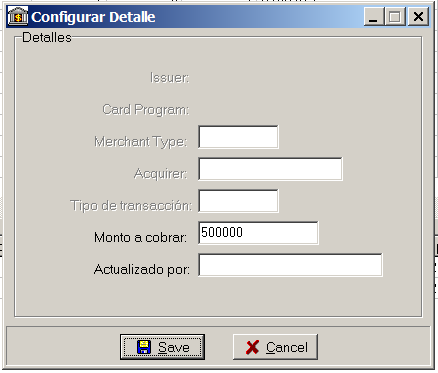 Configurar Detalle
Detalles
Issuer:
Card Program:
Merchant Type:
Acquirer:
Tipo de transacción:
Monto a cobrar: 500000
Actualizado por:
Save Cancel